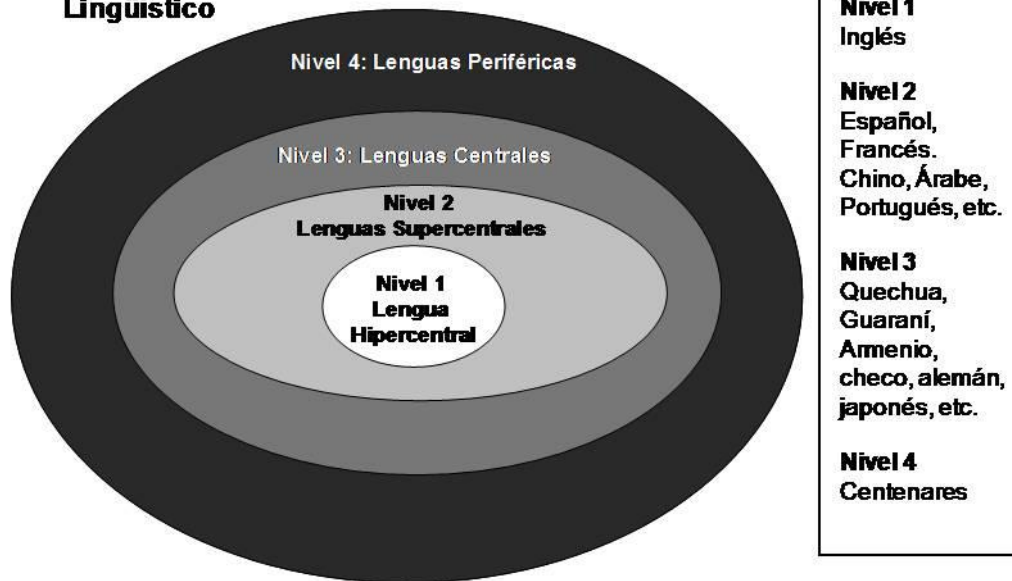 Lingüístico
Nivel 4: Lenguas Periféricas
Nivel 3: Lenguas Centrales
Nivel 2
Lenguas Supercentrales
Nivel 1
Lengua
Hipercentral
Nivel 1
Inglés
Nivel 2
Español,
Francés.
Chino, Árabe,
Portugués, etc.
Nivel 3
Quechua,
Guaraní,
Armenio,
checo, alemán,
japonés, etc.
Nivel 4
Centenares